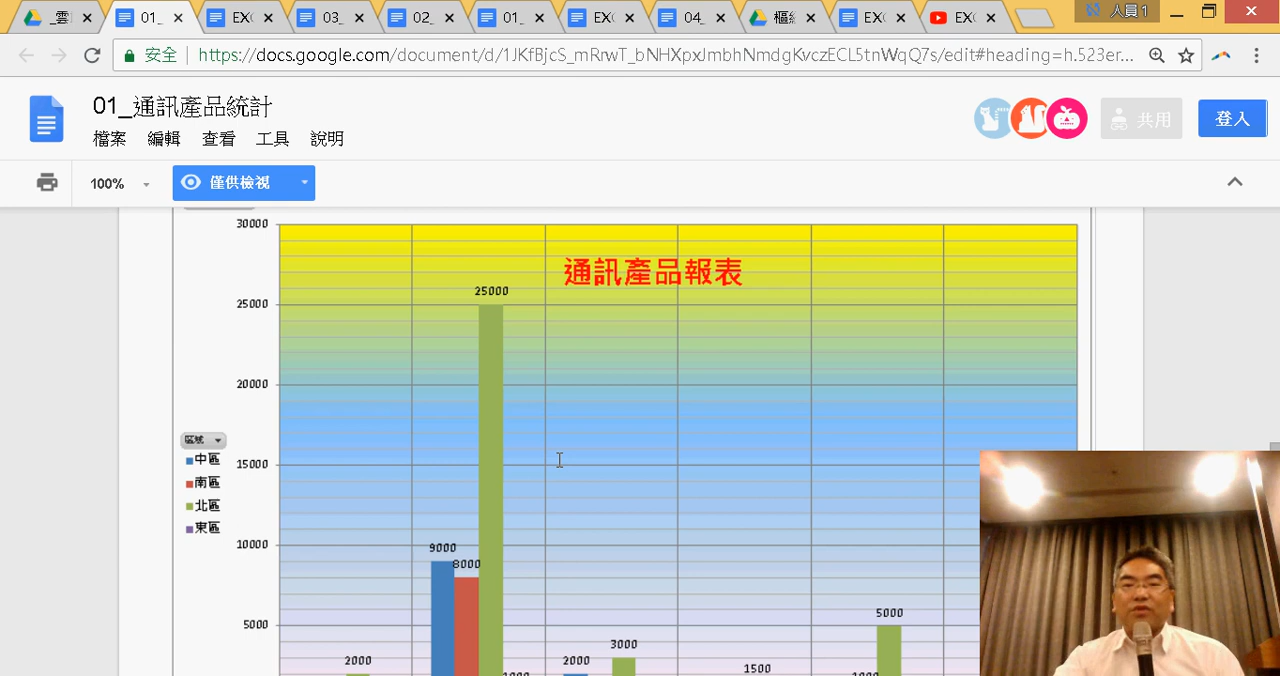 _雲
01_
EX(
03_
02_
01_
EX(
04_
樞紐
EX(
EX(
人員 1
安全
https://docs.google.com/document/d/1JKfBjcS_mRrwT_bNHXpxJmbhNmdgKvczECL5tnWqQ7s/edit#heading=h.523er...
01_通訊產品統計
檔案 編輯 查看 工具 說明
共用
登入
100%
僅供檢視
30000
通訊產品報表
25000
25000
20000
區域
中區
15000
南區
北區
東區
10000
9000
8000
5000
5000
3000
2000
2000
1500
1000
1000